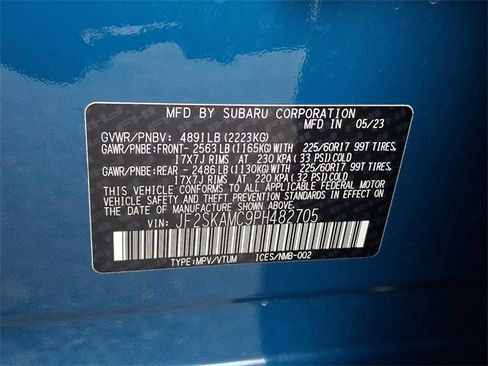 MFD BY SUBARU CORPORATION
GVWR/PNBV: 4891LB(2223KG) MFD IN 05/23
GAWR/PNBE:FRONT-2563LB(1165KG)WITH 225/60R17 99T TIRES,
17X7J RIMS AT 230 KPA(33 PSI)COLD
GAWR/PNBE:REAR -2486LB(1130KG)WITH 225/60R17 99T TIRES,
17X7J RIMS AT 220 KPA(32 PSI)COLD
THIS VEHICLE CONFORMS TO ALL APPLICABLE FEDERAL MOTOR
VEHICLE SAFETY, BUMPER, AND THEFT PREVENTION STANDARDS IN EFFECT ON
THE DATE OF MANUFACTURE SHOWN ABOVE.
VIN: JF2SKAMC9PH482705
TYPE:MPV/VTUM ICES/NMB-002